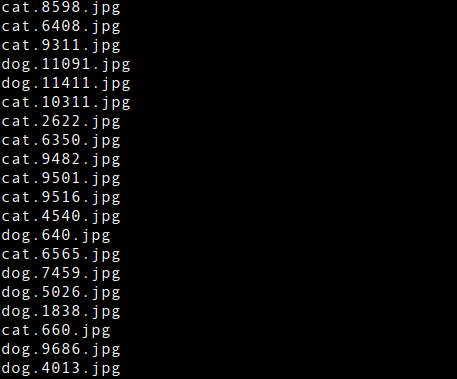 cat.8598.jpg
cat.6408.jpg
cat.9311.jpg
dog.11091.jpg
dog.11411.jpg
cat.10311.jpg
cat.2622.jpg
cat.6350.jpg
cat.9482.jpg
cat.9501.jpg
cat.9516.jpg
cat.4540.jpg
dog.640.jpg
cat.6565.jpg
dog.7459.jpg
dog.5026.jpg
dog.1838.jpg
cat.660.jpg
dog.9686.jpg
dog.4013.jpg